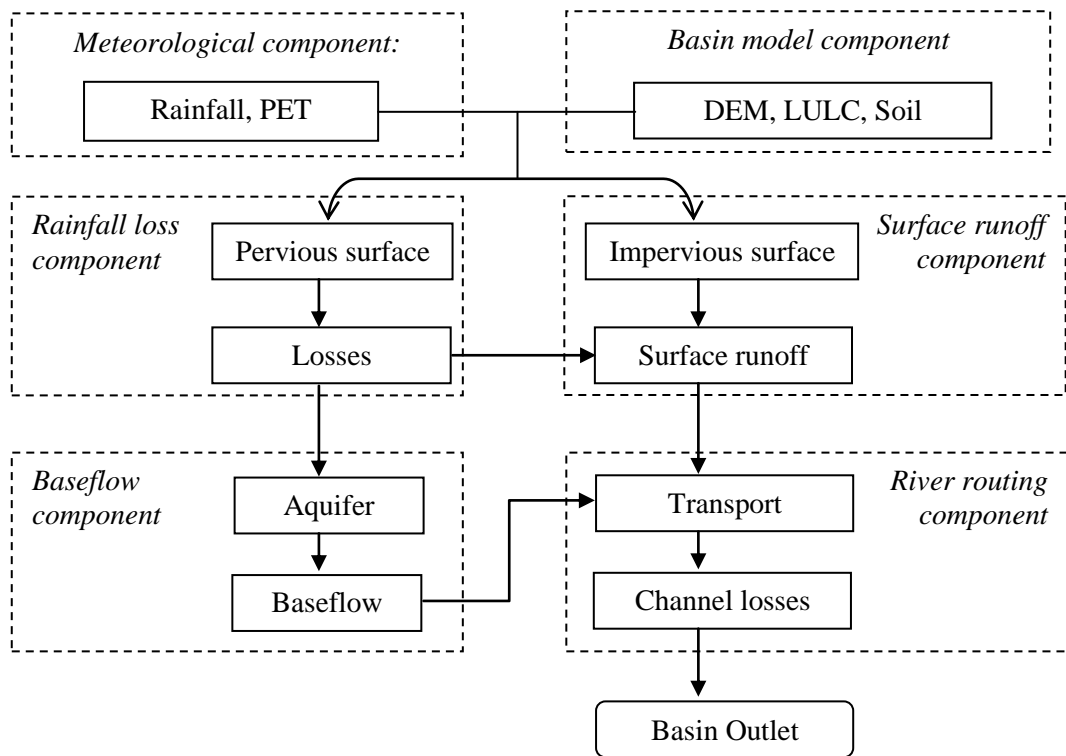 Meteorological component:
Rainfall, PET
Basin model component
DEM, LULC, Soil
Rainfall loss
component
Pervious surface
Losses
Impervious surface
Surface runoff
component
Surface runoff
Baseflow
component
Aquifer
Baseflow
Transport
River routing
component
Channel losses
Basin Outlet